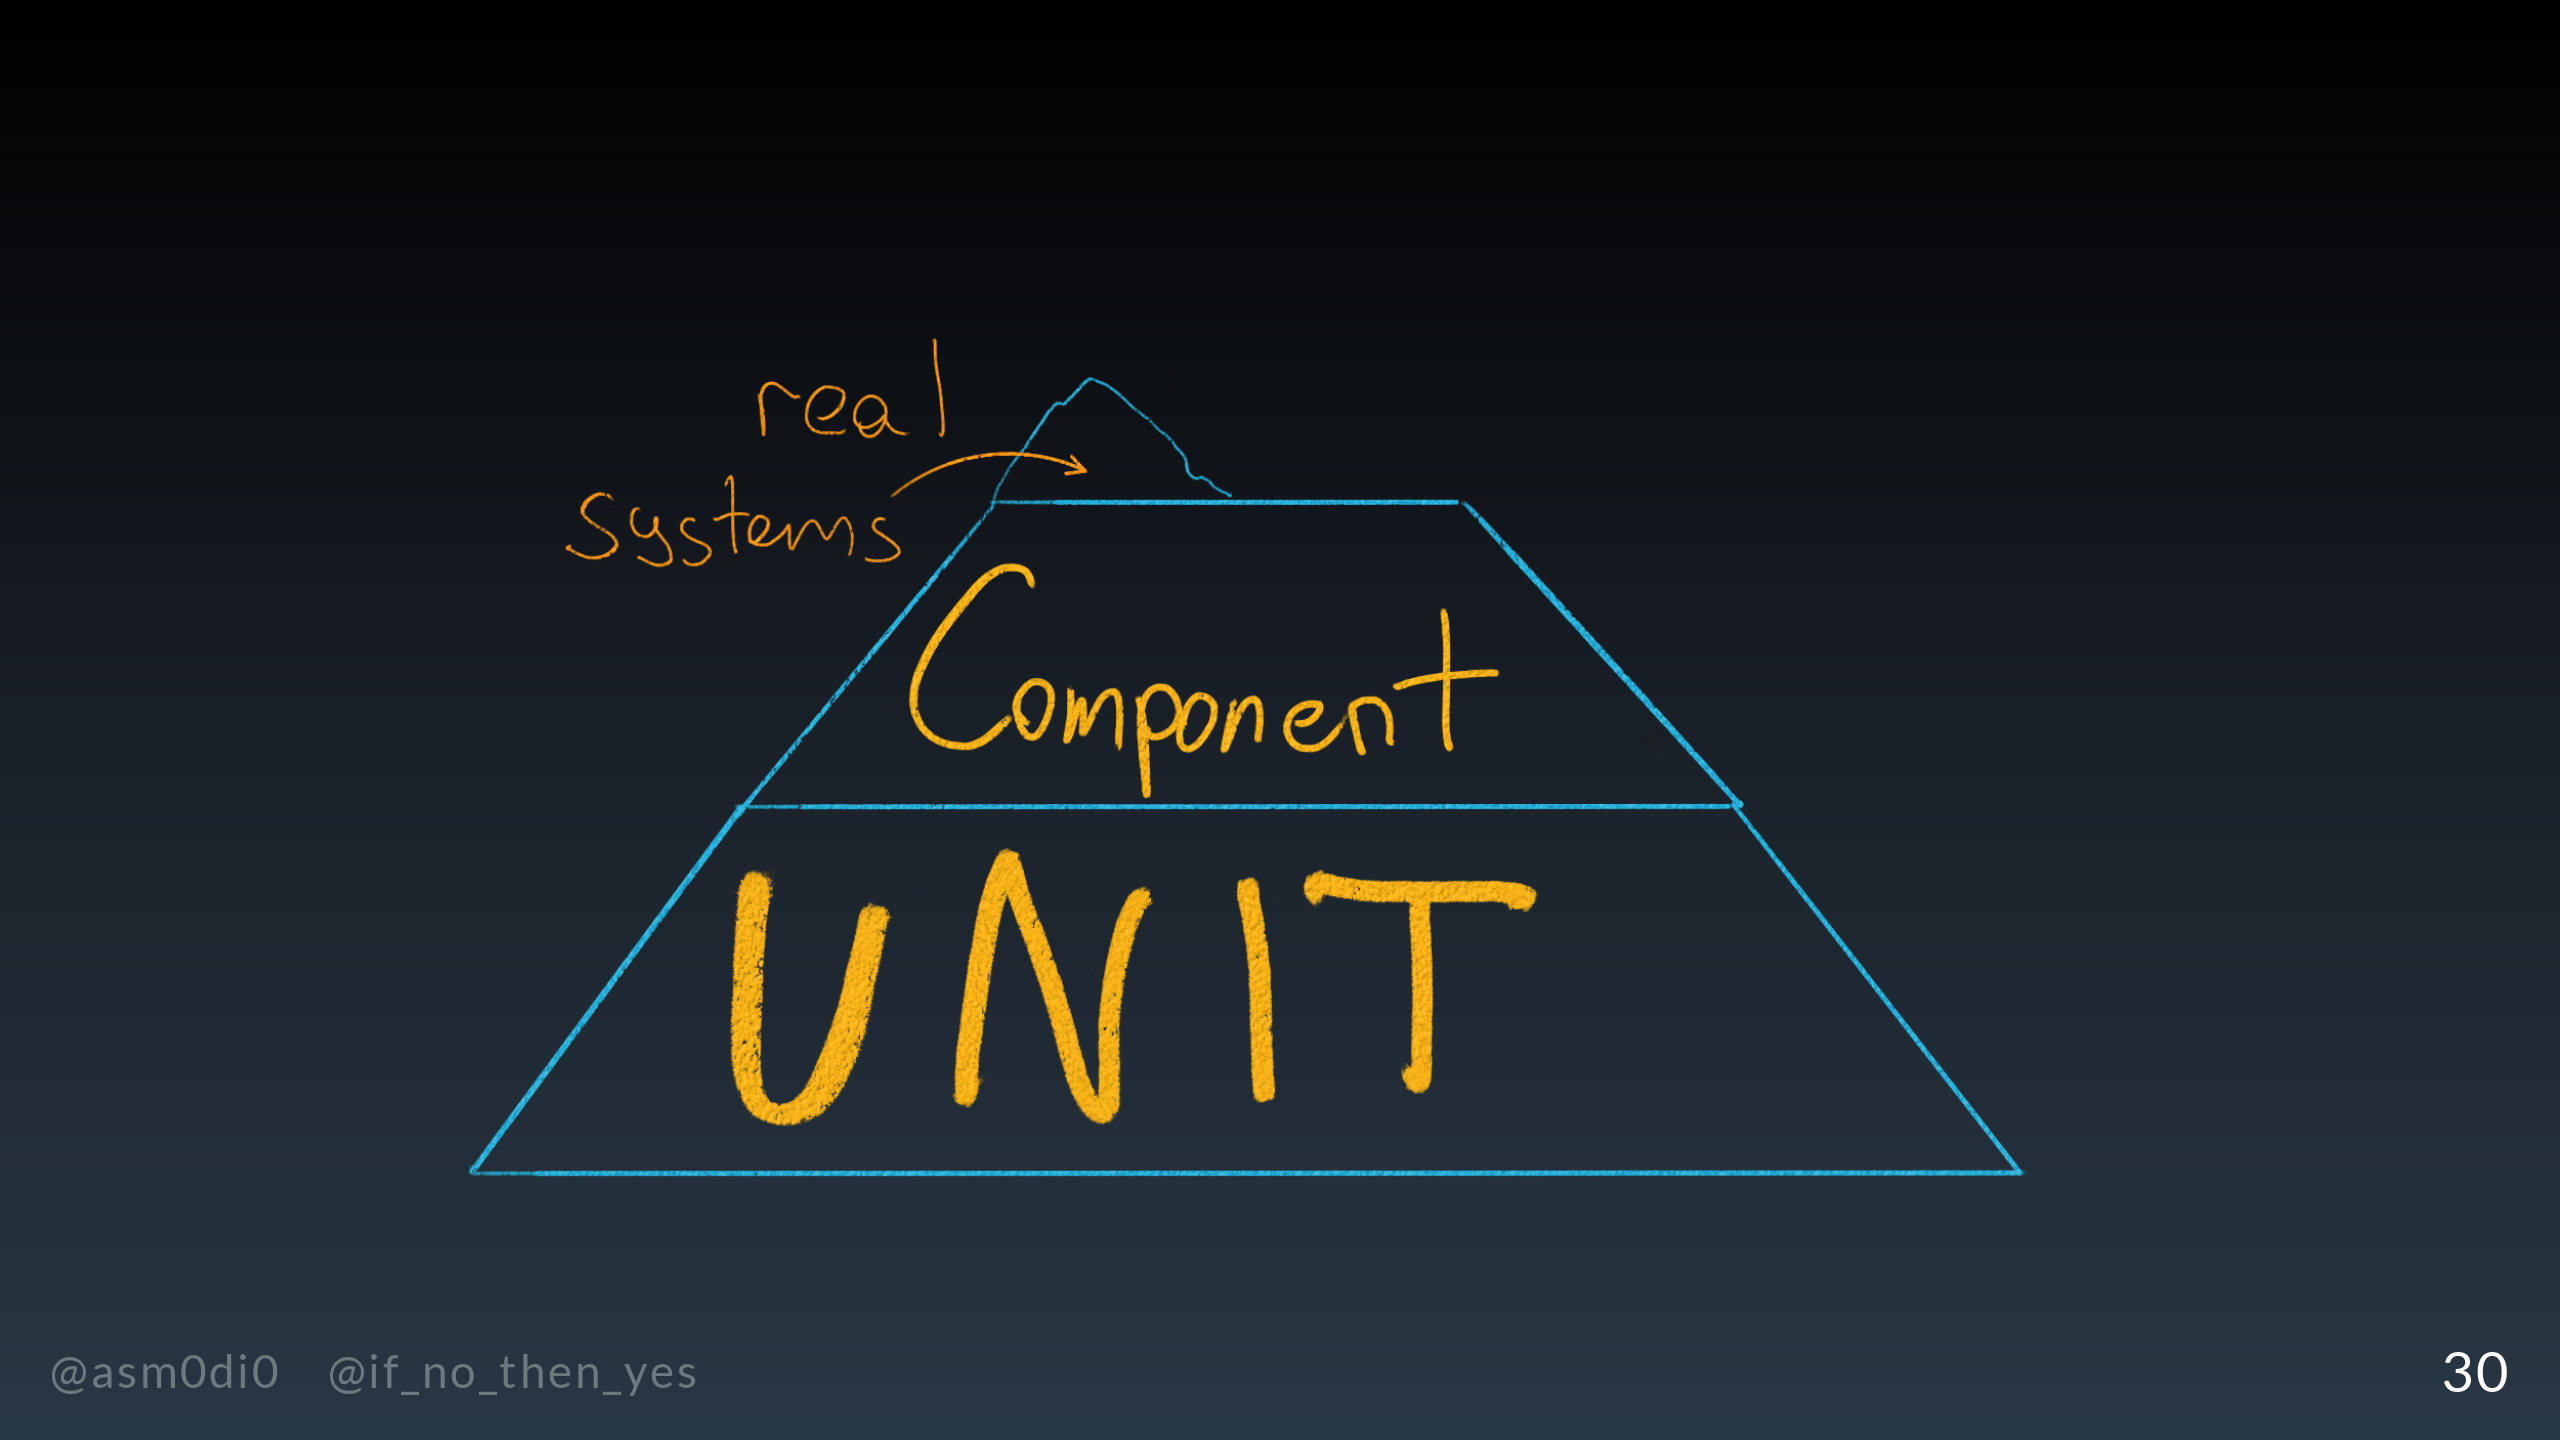 real
systems
Component
UNIT
@asm0di0 @if_no_then_yes
30